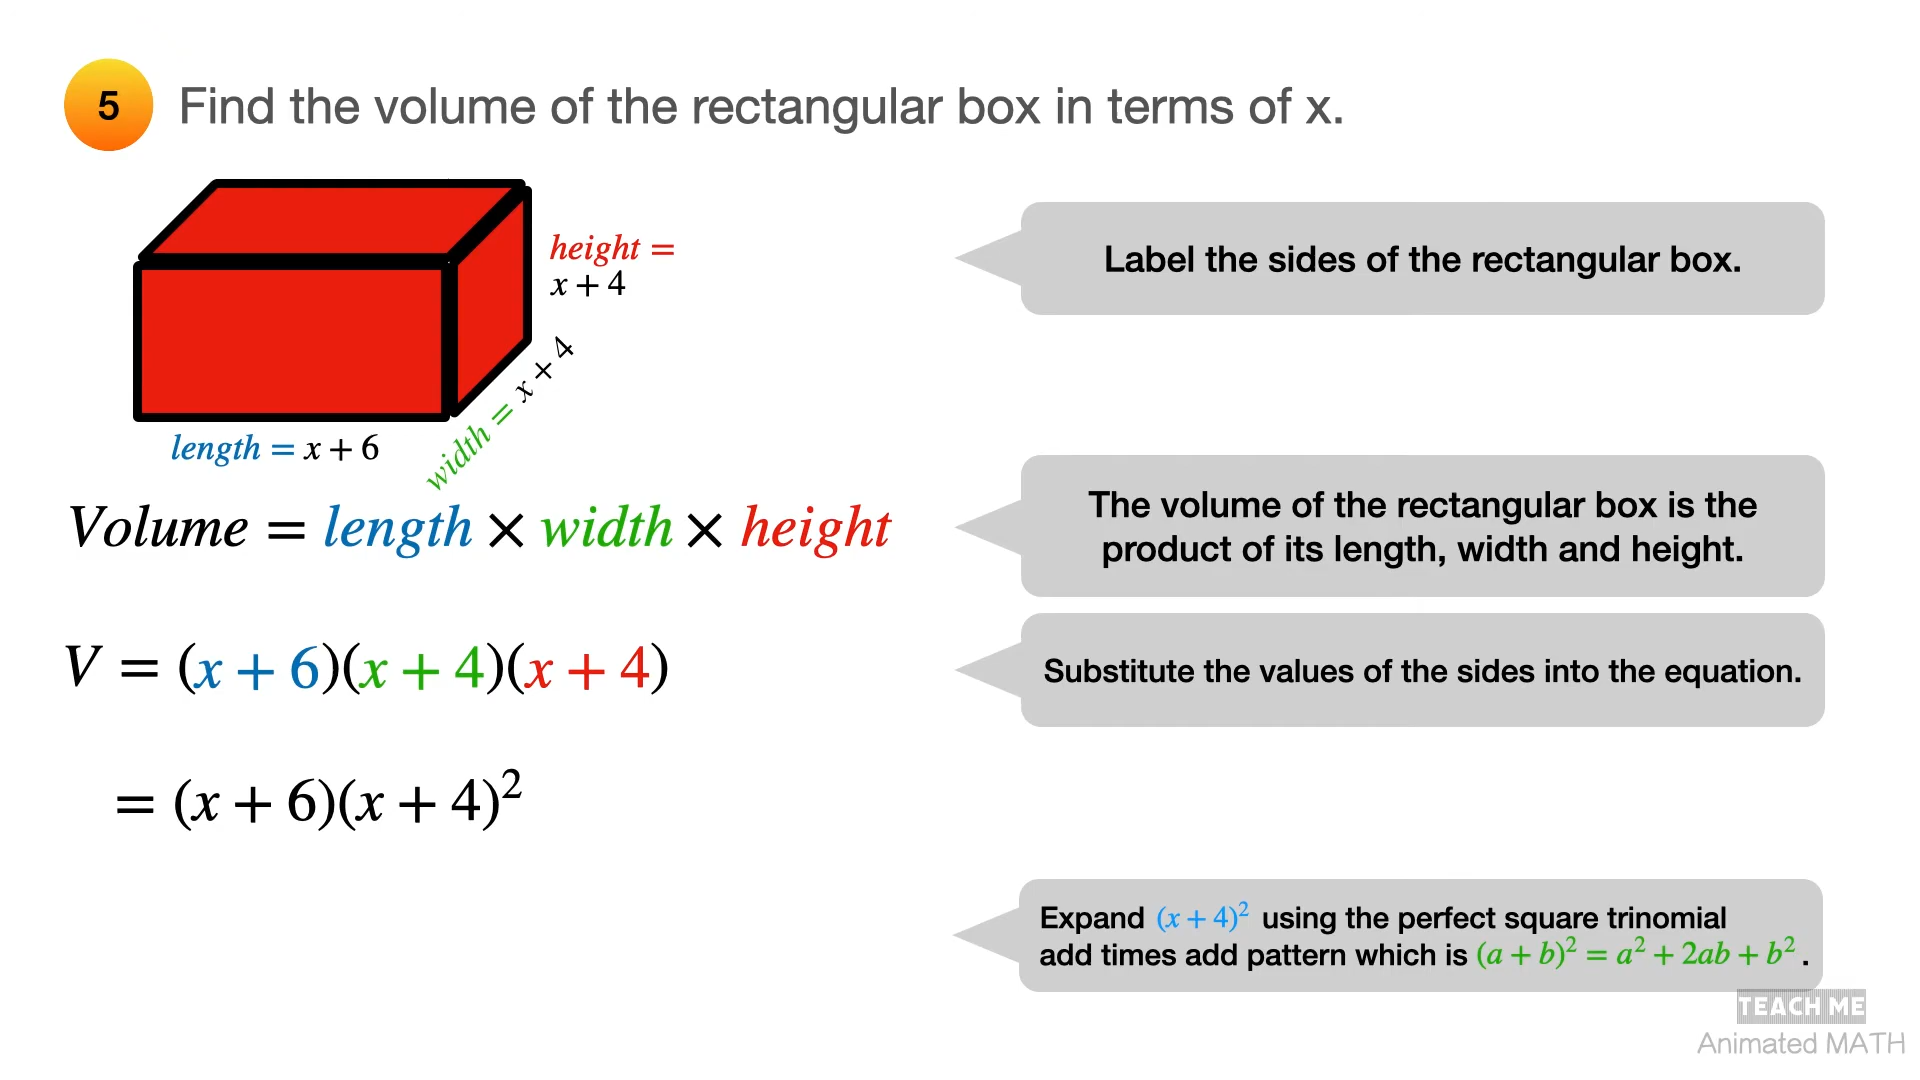 5 Find the volume of the rectangular box in terms of x.
height =
x + 4
width = x + 4
length = x + 6
Label the sides of the rectangular box.
Volume = length × width × height
The volume of the rectangular box is the
product of its length, width and height.
V = (x + 6)(x + 4)(x + 4)
Substitute the values of the sides into the equation.
= (x + 6)(x + 4)²
Expand (x + 4)² using the perfect square trinomial
add times add pattern which is (a + b)² = a² + 2ab + b² .
TEACH ME
Animated MATH